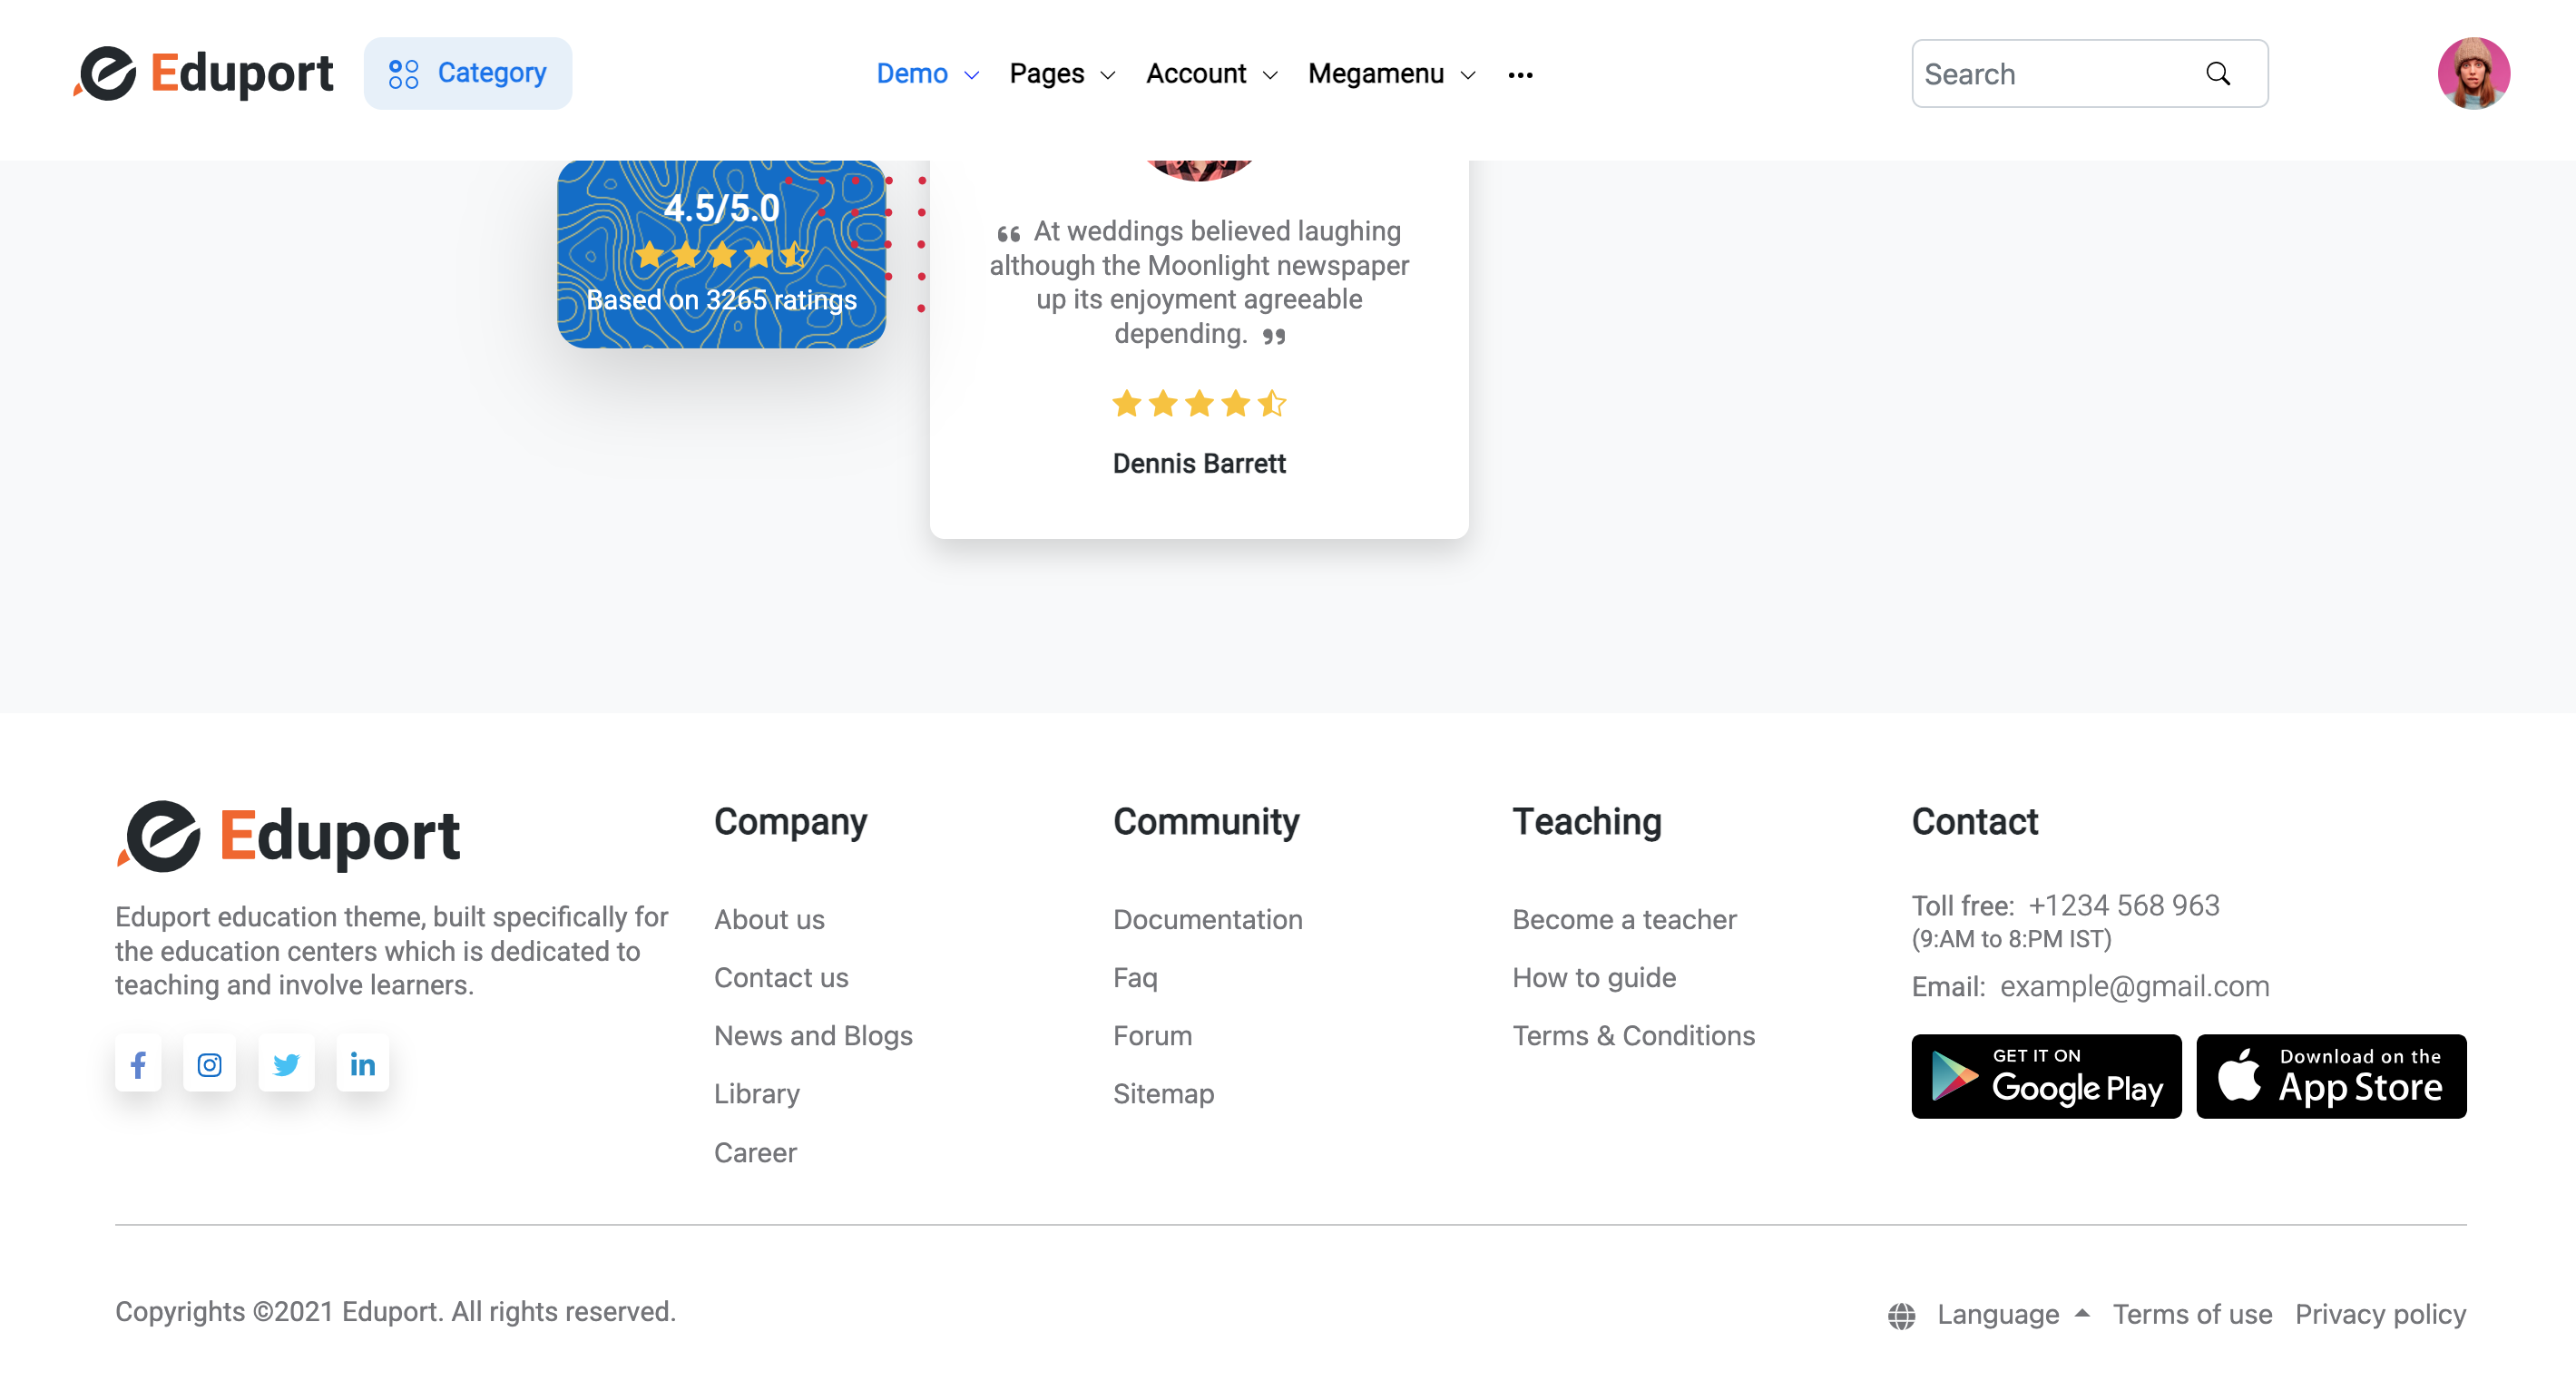 Eduport
Category
Demo
Pages
Account
Megamenu
Search
4.5/5.0
Based on 3265 ratings
“ At weddings believed laughing
although the Moonlight newspaper
up its enjoyment agreeable
depending. ”
Dennis Barrett
Eduport
Eduport education theme, built specifically for
the education centers which is dedicated to
teaching and involve learners.
Company
About us
Contact us
News and Blogs
Library
Career
Community
Documentation
Faq
Forum
Sitemap
Teaching
Become a teacher
How to guide
Terms & Conditions
Contact
Toll free: +1234 568 963
(9:AM to 8:PM IST)
Email: example@gmail.com
GET IT ON
Google Play
Download on the
App Store
Copyrights ©2021 Eduport. All rights reserved.
Language
Terms of use
Privacy policy